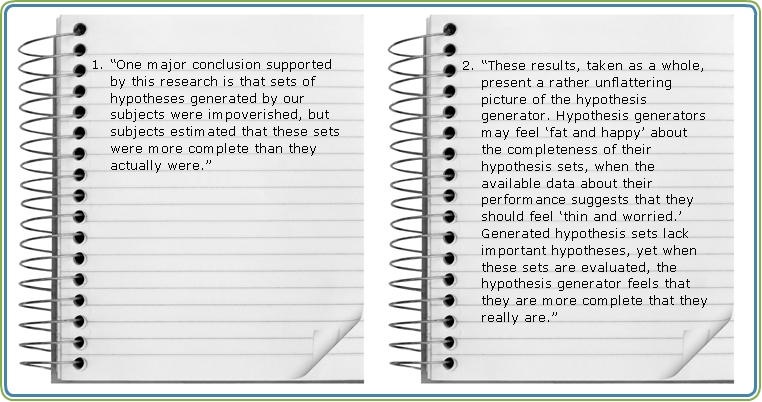 1. “One major conclusion supported
by this research is that sets of
hypotheses generated by our
subjects were impoverished, but
subjects estimated that these sets
were more complete than they
actually were.”
2. “These results, taken as a whole,
present a rather unflattering
picture of the hypothesis
generator. Hypothesis generators
may feel ‘fat and happy’ about
the completeness of their
hypothesis sets, when the
available data about their
performance suggests that they
should feel ‘thin and worried.’
Generated hypothesis sets lack
important hypotheses, yet when
these sets are evaluated, the
hypothesis generator feels that
they are more complete that they
really are.”